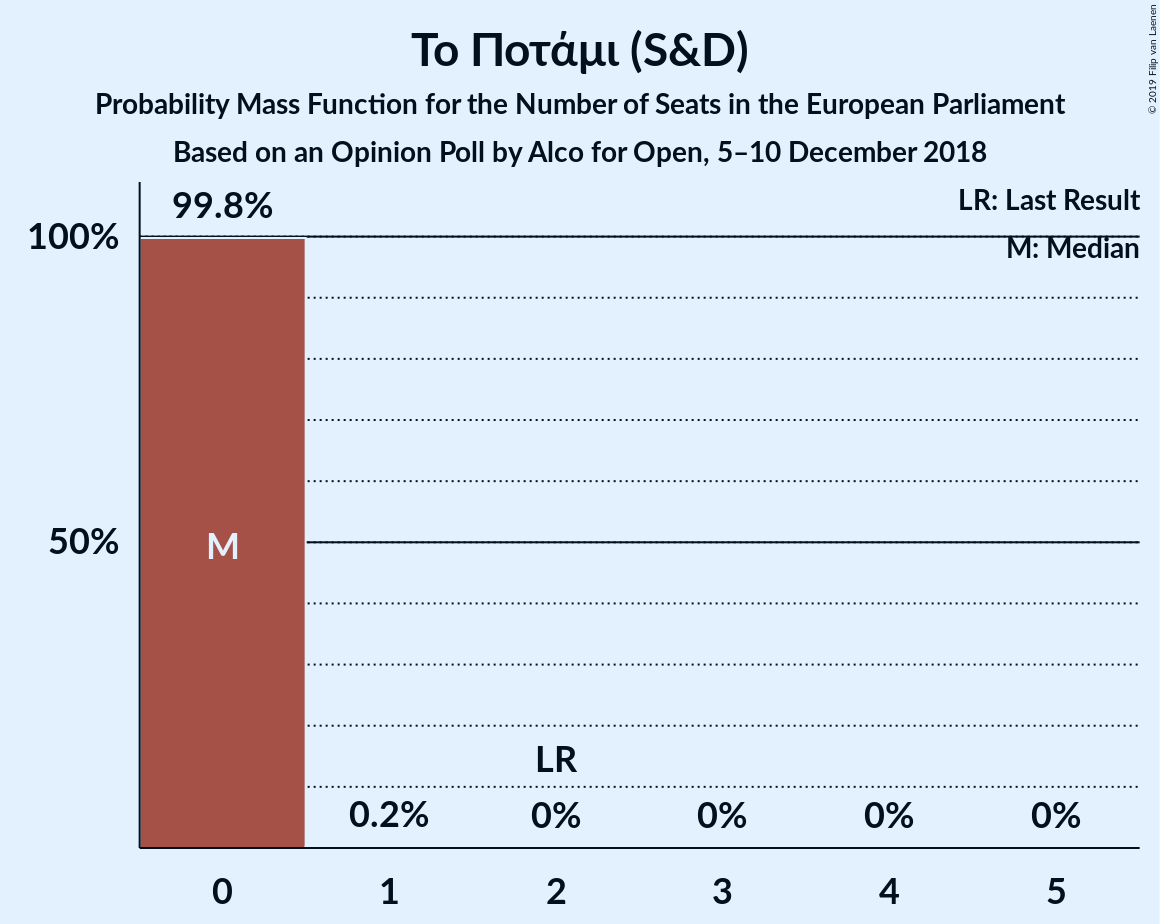 Το Ποτάμι (S&D)
Probability Mass Function for the Number of Seats in the European Parliament
Based on an Opinion Poll by Alco for Open, 5–10 December 2018
© 2019 Filip van Laenen
99.8%
LR: Last Result
100%
M: Median
50%
M
LR
0.2%
0%
0%
0%
0%
0
1
2
3
4
5